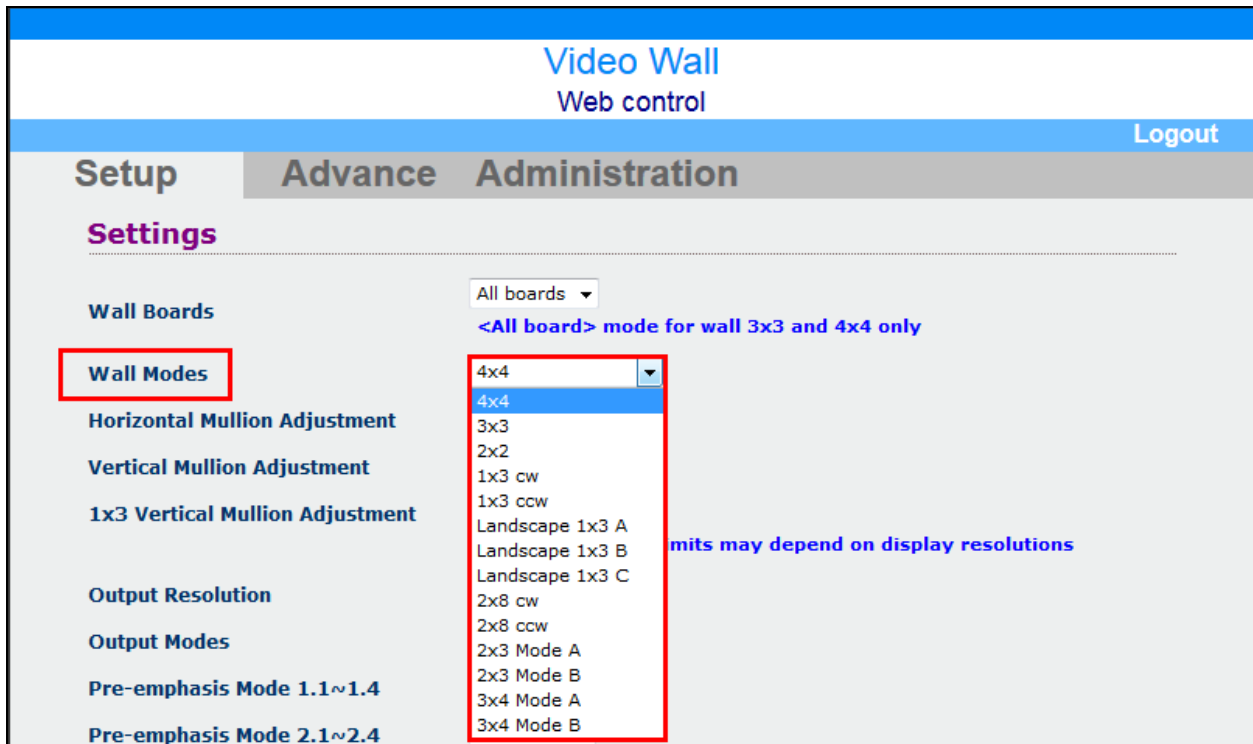 Video Wall
Web control
Logout
Setup Advance Administration
Settings
Wall Boards
All boards
<All board> mode for wall 3x3 and 4x4 only
Wall Modes
4x4
4x4
3x3
2x2
1x3 cw
1x3 ccw
Landscape 1x3 A
Landscape 1x3 B
Landscape 1x3 C
2x8 cw
2x8 ccw
2x3 Mode A
2x3 Mode B
3x4 Mode A
3x4 Mode B
Horizontal Mullion Adjustment
Vertical Mullion Adjustment
1x3 Vertical Mullion Adjustment
imits may depend on display resolutions
Output Resolution
Output Modes
Pre-emphasis Mode 1.1~1.4
Pre-emphasis Mode 2.1~2.4